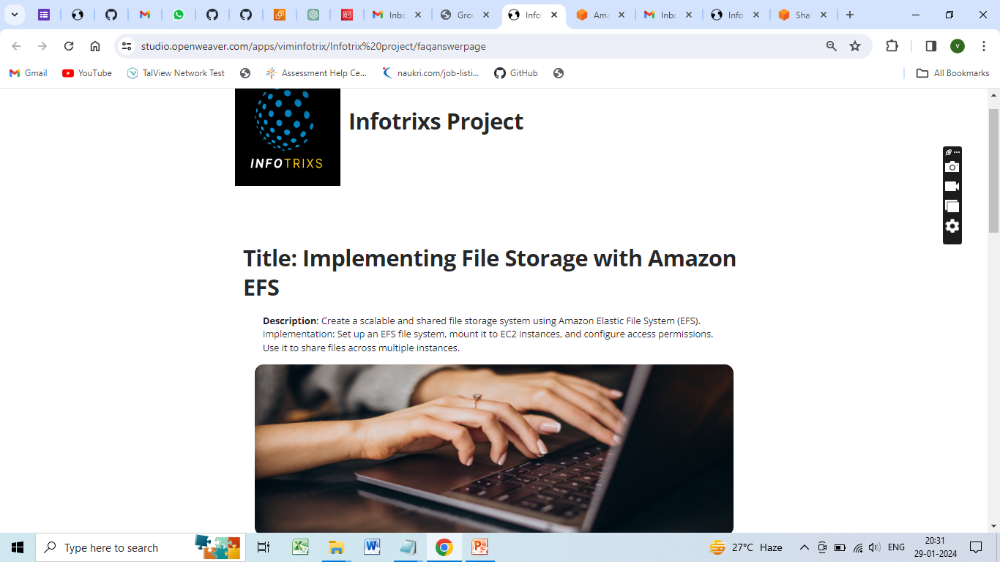 Inbo
Grou
Infot
Ama
Inbo
Info
Shar
studio.openweaver.com/apps/viminfotrix/Infotrix%20project/faqanswerpage
V
Gmail
YouTube
TalView Network Test
Assessment Help Ce...
naukri.com/job-listi...
GitHub
All Bookmarks
INFOTRIXS
Infotrixs Project
Title: Implementing File Storage with Amazon
EFS
Description: Create a scalable and shared file storage system using Amazon Elastic File System (EFS).
Implementation: Set up an EFS file system, mount it to EC2 instances, and configure access permissions.
Use it to share files across multiple instances.
Type here to search
27°C Haze
ENG
20:31
29-01-2024